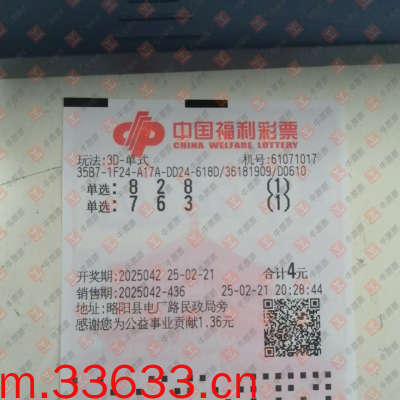 中国福利彩票
CHINA WELFARE LOTTERY
玩法:3D-单式 机号:61071017
35B7-1F24-A17A-DD24-618D/36181909/D0610
单选: 8 2 8 (1)
单选: 7 6 3 (1)
开奖期:2025042 25-02-21 合计4元
销售期:2025042-436 25-02-21 20:28:44
地址:略阳县电厂路民政局旁
感谢您为公益事业贡献1.36元
m.33633.cn